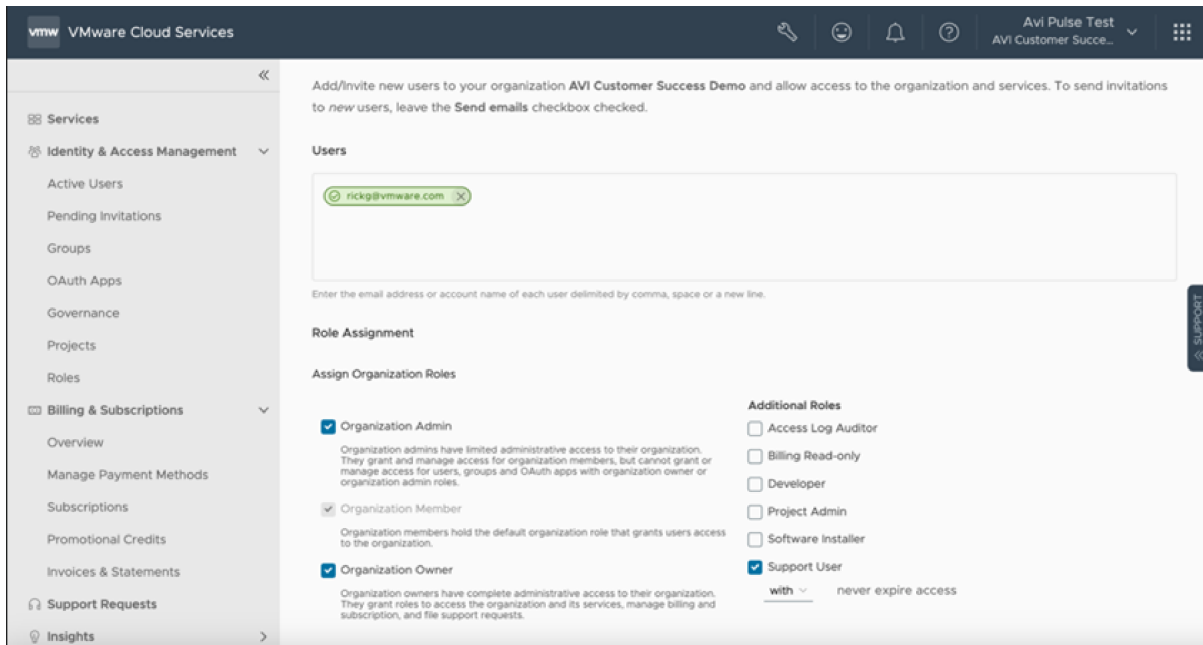 vmw VMware Cloud Services
Avi Pulse Test
AVI Customer Succe...
Services
Identity & Access Management
Active Users
Pending Invitations
Groups
OAuth Apps
Governance
Projects
Roles
Billing & Subscriptions
Overview
Manage Payment Methods
Subscriptions
Promotional Credits
Invoices & Statements
Support Requests
Insights
Add/Invite new users to your organization AVI Customer Success Demo and allow access to the organization and services. To send invitations
to new users, leave the Send emails checkbox checked.
Users
rickg@vmware.com
Enter the email address or account name of each user delimited by comma, space or a new line.
Role Assignment
Assign Organization Roles
Organization Admin
Organization admins have limited administrative access to their organization.
They grant and manage access for organization members, but cannot grant or
manage access for users, groups and OAuth apps with organization owner or
organization admin roles.
Organization Member
Organization members hold the default organization role that grants users access
to the organization.
Organization Owner
Organization owners have complete administrative access to their organization.
They grant roles to access the organization and its services, manage billing and
subscription, and file support requests.
Additional Roles
Access Log Auditor
Billing Read-only
Developer
Project Admin
Software Installer
Support User
with never expire access
SUPPORT